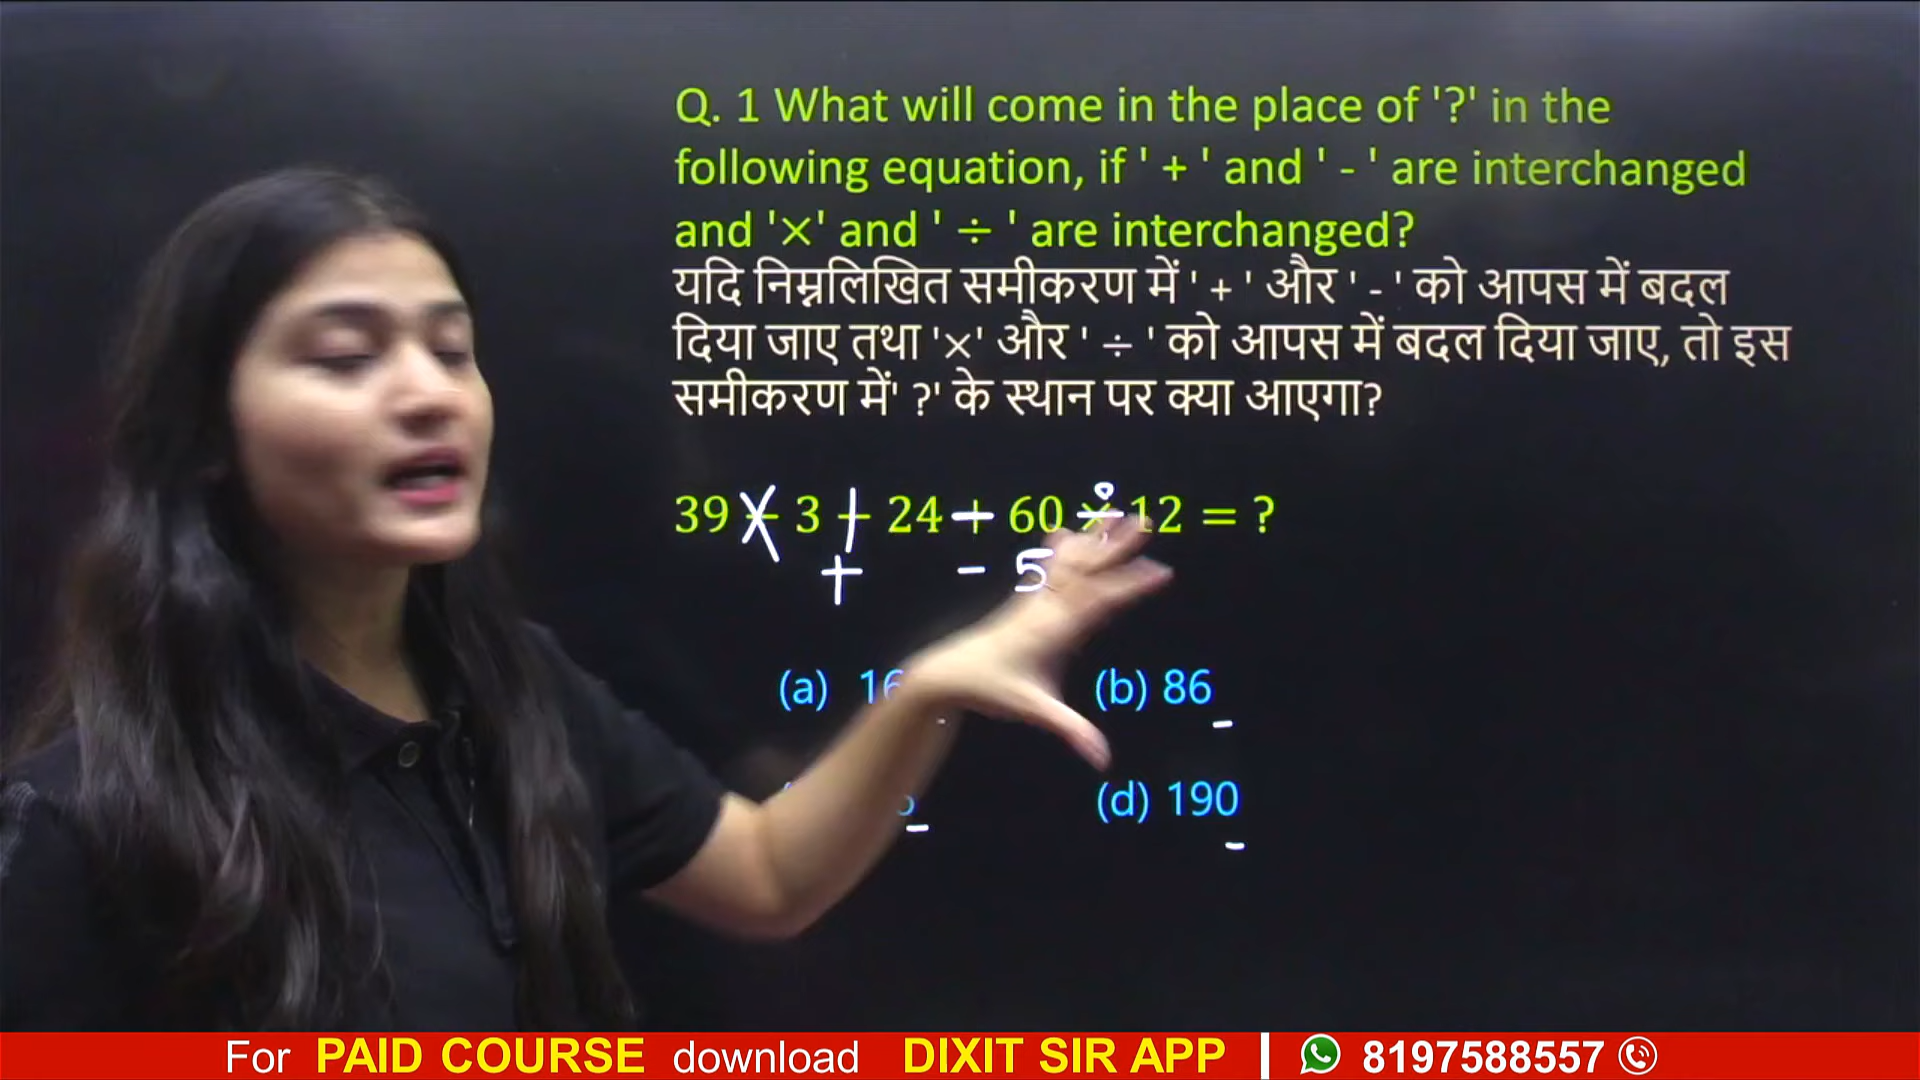 Q. 1 What will come in the place of '?' in the
following equation, if ' + ' and ' - ' are interchanged
and '×' and ' ÷ ' are interchanged?
यदि निम्नलिखित समीकरण में ' + ' और ' - ' को आपस में बदल
दिया जाए तथा '×' और ' ÷ ' को आपस में बदल दिया जाए, तो इस
समीकरण में' ?' के स्थान पर क्या आएगा?
39 ÷ 3 - 24 + 60 × 12 = ?
+ - 5
(a) (b) 86
(d) 190
For PAID COURSE download DIXIT SIR APP | 8197588557